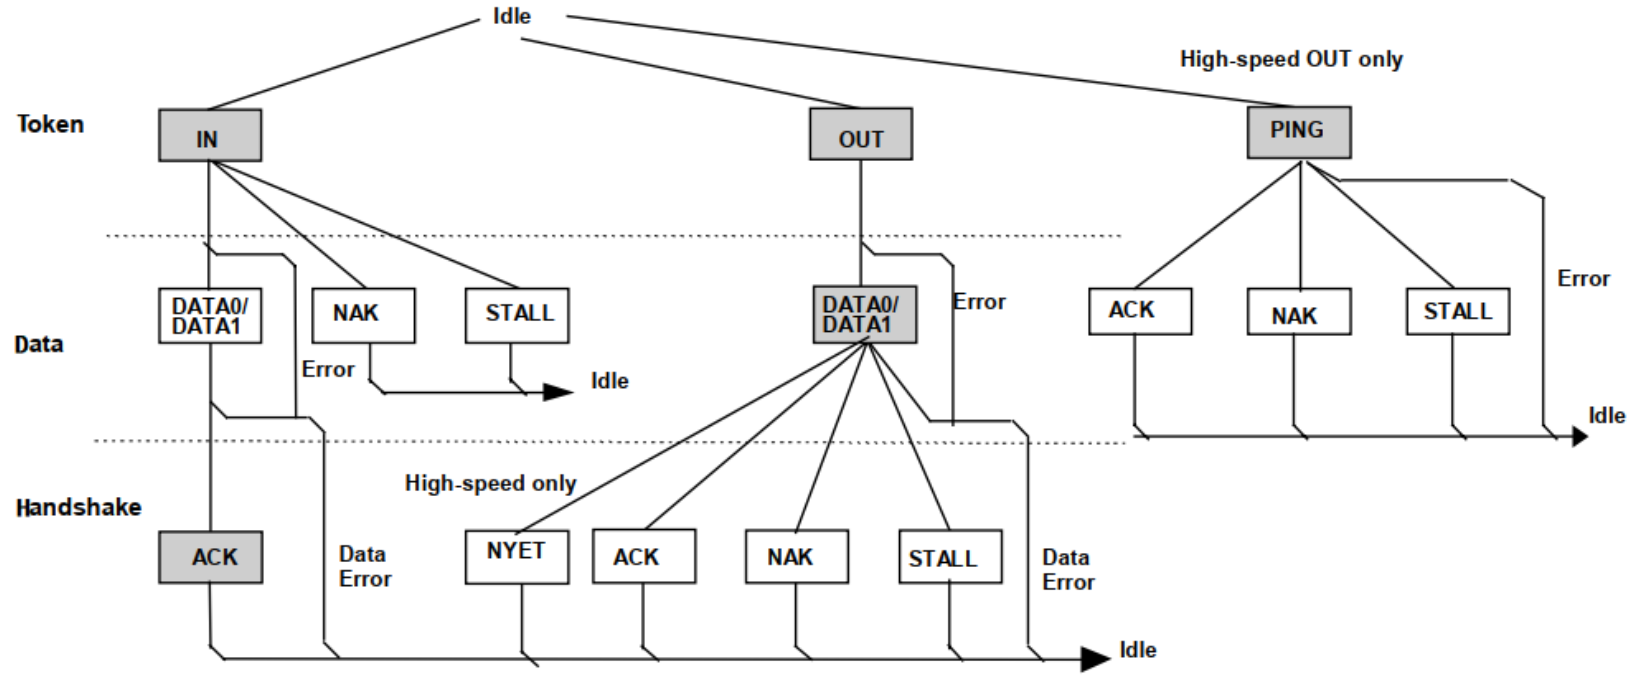 Idle
High-speed OUT only
Token
IN
OUT
PING
DATA0/
DATA1
NAK
STALL
DATA0/
DATA1
Error
ACK
NAK
STALL
Error
Data
Error
Idle
Idle
High-speed only
Handshake
ACK
Data
Error
NYET
ACK
NAK
STALL
Data
Error
Idle